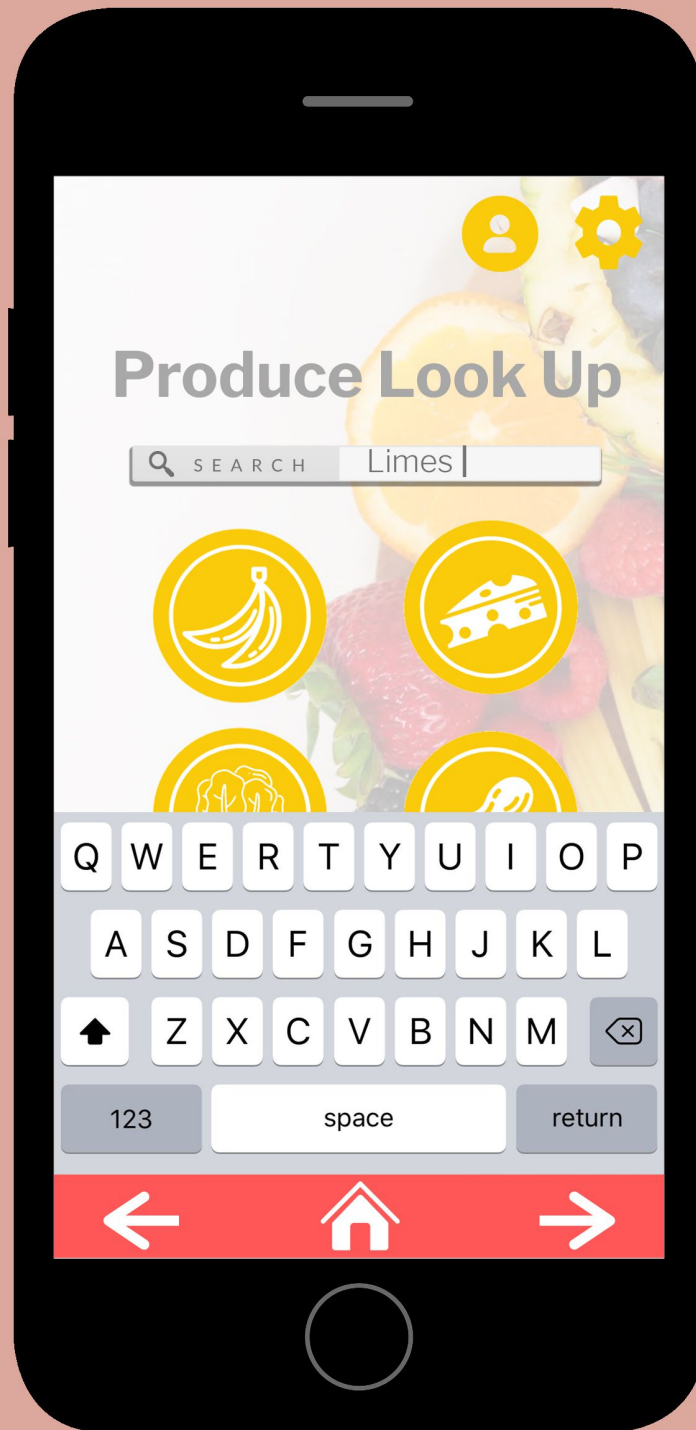 Produce Look Up
SEARCH Limes
Q W E R T Y U I O P
A S D F G H J K L
Z X C V B N M
123 space return